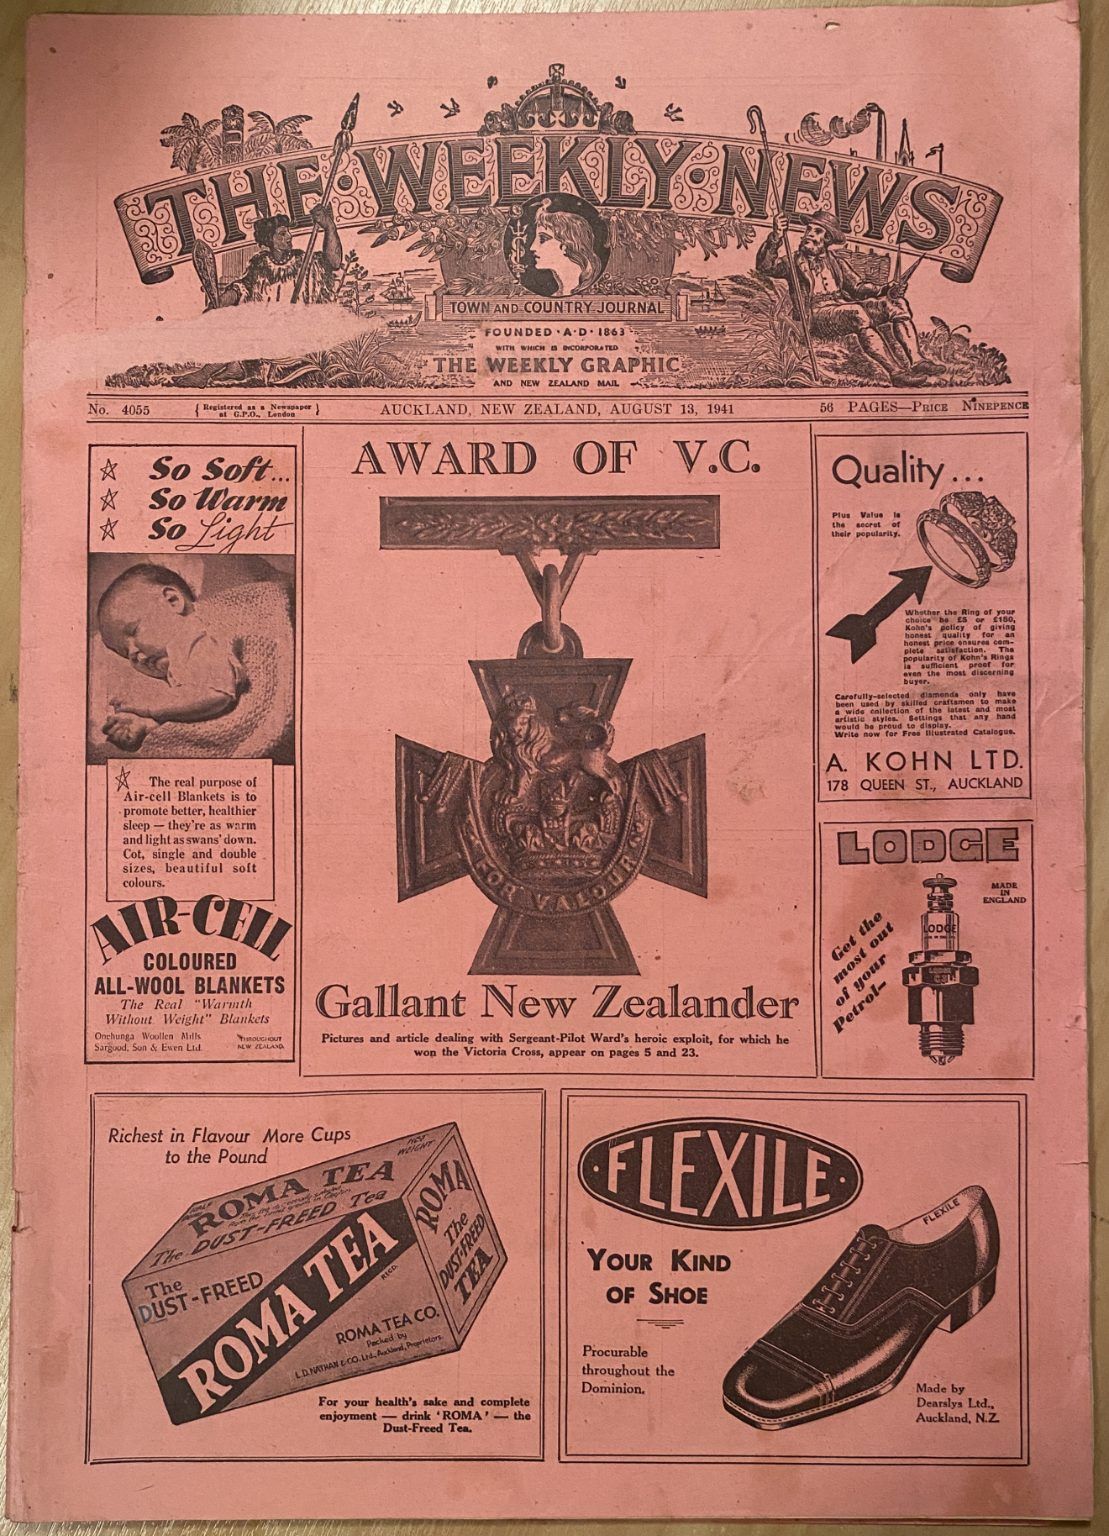 THE·WEEKLY·NEWS
TOWN AND COUNTRY JOURNAL
FOUNDED·A·D·1863
WITH WHICH IS INCORPORATED
THE WEEKLY GRAPHIC
AND NEW ZEALAND MAIL
No. 4055
{ Registered as a Newspaper
at G.P.O., London }
AUCKLAND, NEW ZEALAND, AUGUST 13, 1941
56 PAGES—PRICE NINEPENCE
So Soft...
So Warm
So Light
The real purpose of
Air-cell Blankets is to
promote better, healthier
sleep — they're as warm
and light as swans' down.
Cot, single and double
sizes, beautiful soft
colours.
AIR-CELL
COLOURED
ALL-WOOL BLANKETS
The Real "Warmth
Without Weight" Blankets
Onehunga Woollen Mills
Sargood, Son & Ewen Ltd.
THROUGHOUT
NEW ZEALAND.
AWARD OF V.C.
FOR VALOUR
Gallant New Zealander
Pictures and article dealing with Sergeant-Pilot Ward's heroic exploit, for which he
won the Victoria Cross, appear on pages 5 and 23.
Quality...
Plus Value is
the secret of
their popularity.
Whether the Ring of your
choice be £5 or £150,
Kohn's policy of giving
honest quality for an
honest price ensures com-
plete satisfaction. The
popularity of Kohn's Rings
is sufficient proof for
even the most discerning
buyer.
Carefully-selected diamonds only have
been used by skilled craftsmen to make
a wide collection of the latest and most
artistic styles. Settings that any hand
would be proud to display.
Write now for Free Illustrated Catalogue.
A. KOHN LTD.
178 QUEEN ST., AUCKLAND
LODGE
MADE
IN
ENGLAND
LODGE
Get the
most out
of your
Petrol—
Richest in Flavour More Cups
to the Pound
NET
WEIGHT
ROMA TEA
The DUST-FREED Tea
The
DUST-FREED
ROMA TEA
REGD.
ROMA TEA CO.
Packed by
L.D. NATHAN & CO. Ltd., Auckland, Proprietors.
ROMA
The
DUST-FREED
TEA
For your health's sake and complete
enjoyment — drink 'ROMA' — the
Dust-Freed Tea.
·FLEXILE·
YOUR KIND
OF SHOE
FLEXILE
Procurable
throughout the
Dominion.
Made by
Dearslys Ltd.,
Auckland, N.Z.